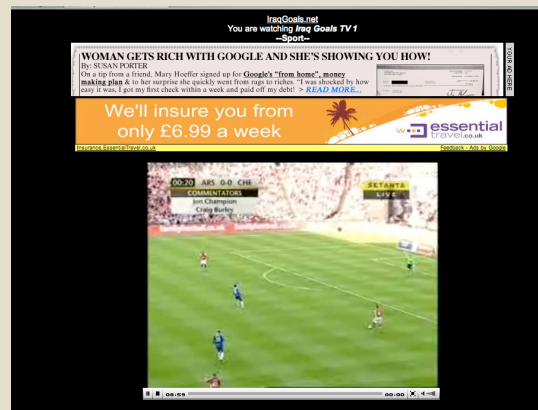 IraqGoals.net
You are watching Iraq Goals TV 1
--Sport--
WOMAN GETS RICH WITH GOOGLE AND SHE'S SHOWING YOU HOW!
By: SUSAN PORTER
On a tip from a friend, Mary Hoeffer signed up for Google's "from home", money
making plan & to her surprise she quickly went from rags to riches. "I was shocked by how
easy it was, I got my first check within a week and paid off my debt! > READ MORE...
YOUR AD HERE
We'll insure you from
only £6.99 a week
essential
travel.co.uk
Insurance.EssentialTravel.co.uk
Feedback - Ads by Google
00:20 ARS 0-0 CHE
COMMENTATORS
Jon Champion
Craig Burley
SETANTA
LIVE
08:59
00:00